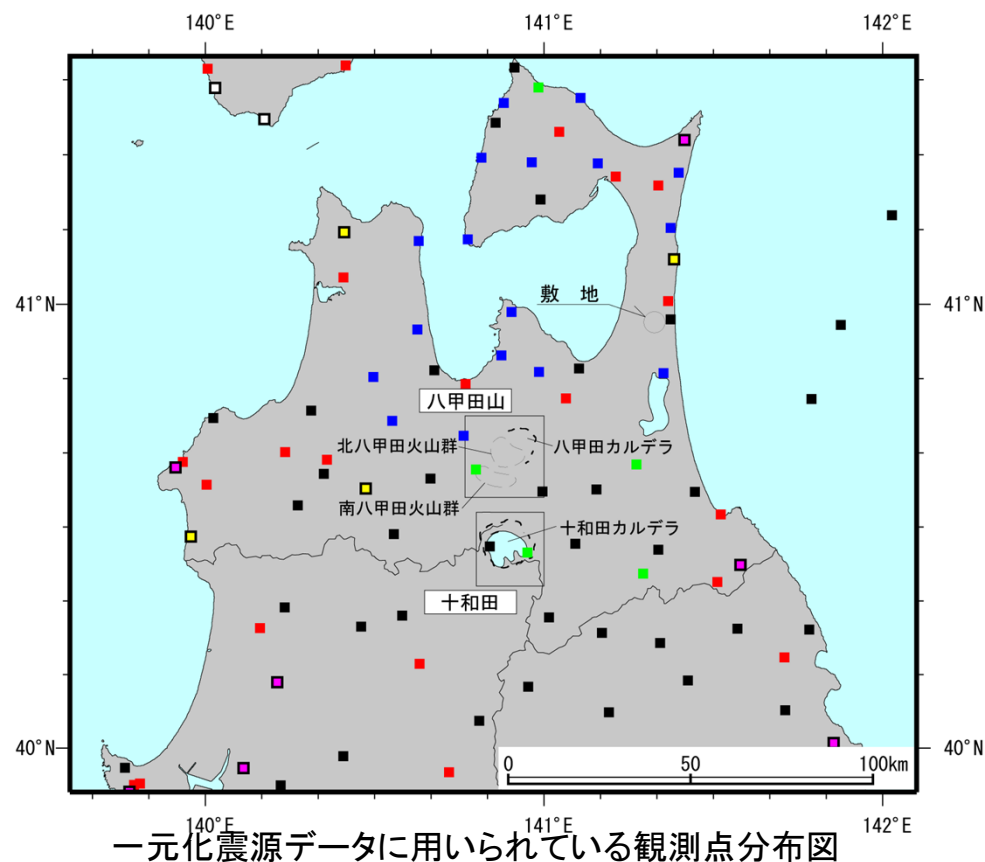 140°E 141°E 142°E
敷 地
41°N 41°N
八甲田山
北八甲田火山群 八甲田カルデラ
南八甲田火山群
十和田カルデラ
十和田
40°N 40°N
0 50 100km
140°E 141°E 142°E
一元化震源データに用いられている観測点分布図